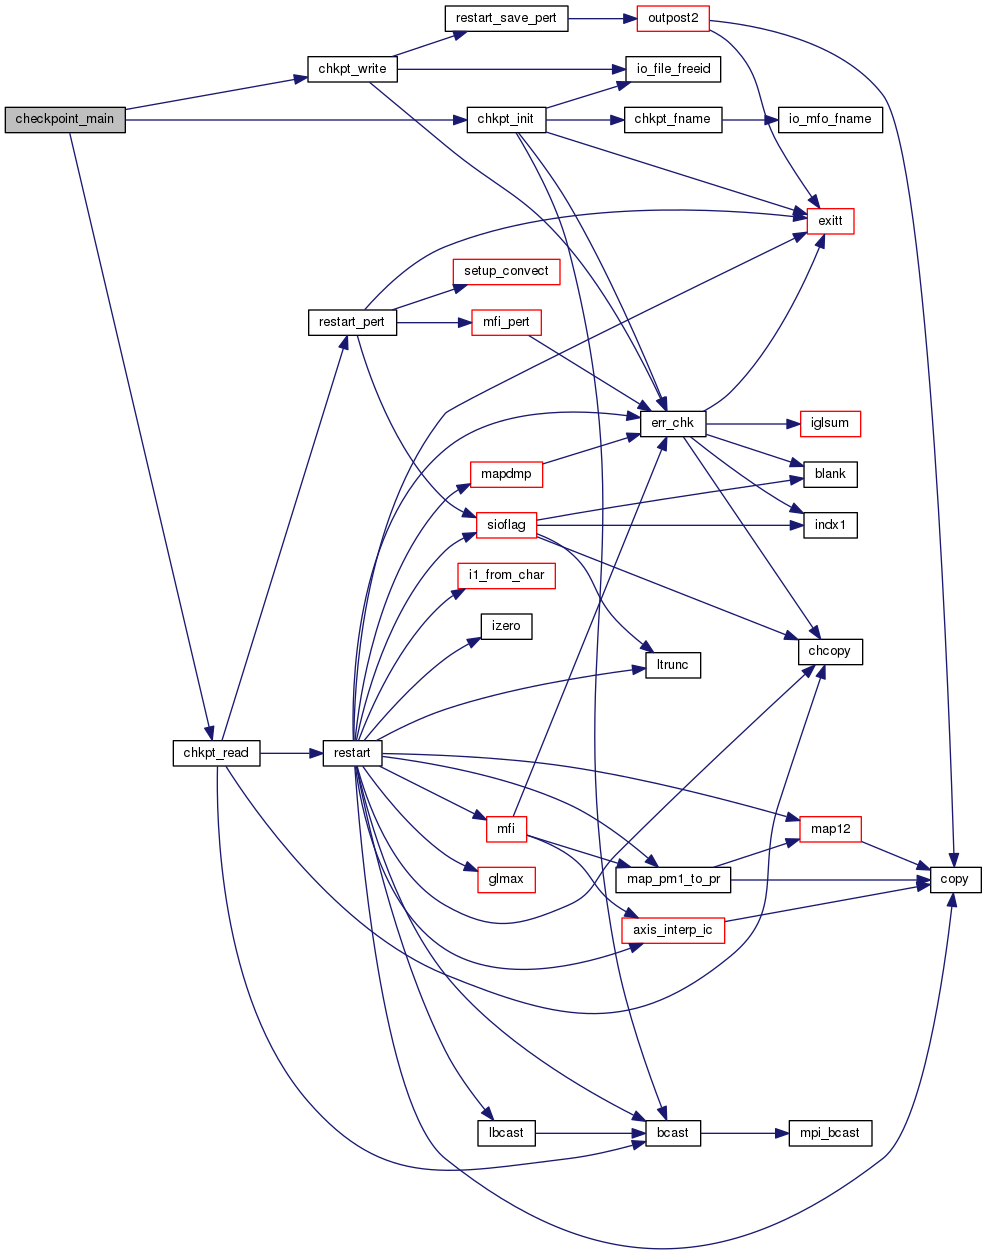 restart_save_pert
outpost2
chkpt_write
io_file_freeid
checkpoint_main
chkpt_init
chkpt_fname
io_mfo_fname
exitt
setup_convect
restart_pert
mfi_pert
err_chk
iglsum
mapdmp
blank
sioflag
indx1
i1_from_char
izero
chcopy
ltrunc
chkpt_read
restart
mfi
map12
glmax
map_pm1_to_pr
copy
axis_interp_ic
lbcast
bcast
mpi_bcast